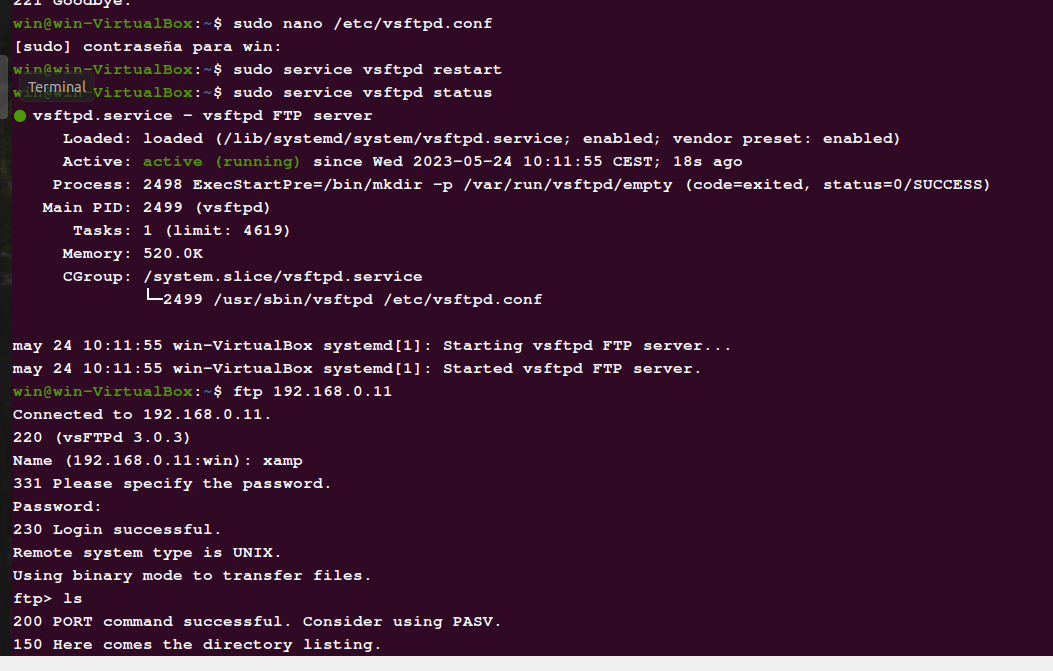 221 Goodbye.
win@win-VirtualBox:~$ sudo nano /etc/vsftpd.conf
[sudo] contraseña para win:
win@win-VirtualBox:~$ sudo service vsftpd restart
Terminal
win@win-VirtualBox:~$ sudo service vsftpd status
● vsftpd.service - vsftpd FTP server
Loaded: loaded (/lib/systemd/system/vsftpd.service; enabled; vendor preset: enabled)
Active: active (running) since Wed 2023-05-24 10:11:55 CEST; 18s ago
Process: 2498 ExecStartPre=/bin/mkdir -p /var/run/vsftpd/empty (code=exited, status=0/SUCCESS)
Main PID: 2499 (vsftpd)
Tasks: 1 (limit: 4619)
Memory: 520.0K
CGroup: /system.slice/vsftpd.service
└─2499 /usr/sbin/vsftpd /etc/vsftpd.conf
may 24 10:11:55 win-VirtualBox systemd[1]: Starting vsftpd FTP server...
may 24 10:11:55 win-VirtualBox systemd[1]: Started vsftpd FTP server.
win@win-VirtualBox:~$ ftp 192.168.0.11
Connected to 192.168.0.11.
220 (vsFTPd 3.0.3)
Name (192.168.0.11:win): xamp
331 Please specify the password.
Password:
230 Login successful.
Remote system type is UNIX.
Using binary mode to transfer files.
ftp> ls
200 PORT command successful. Consider using PASV.
150 Here comes the directory listing.